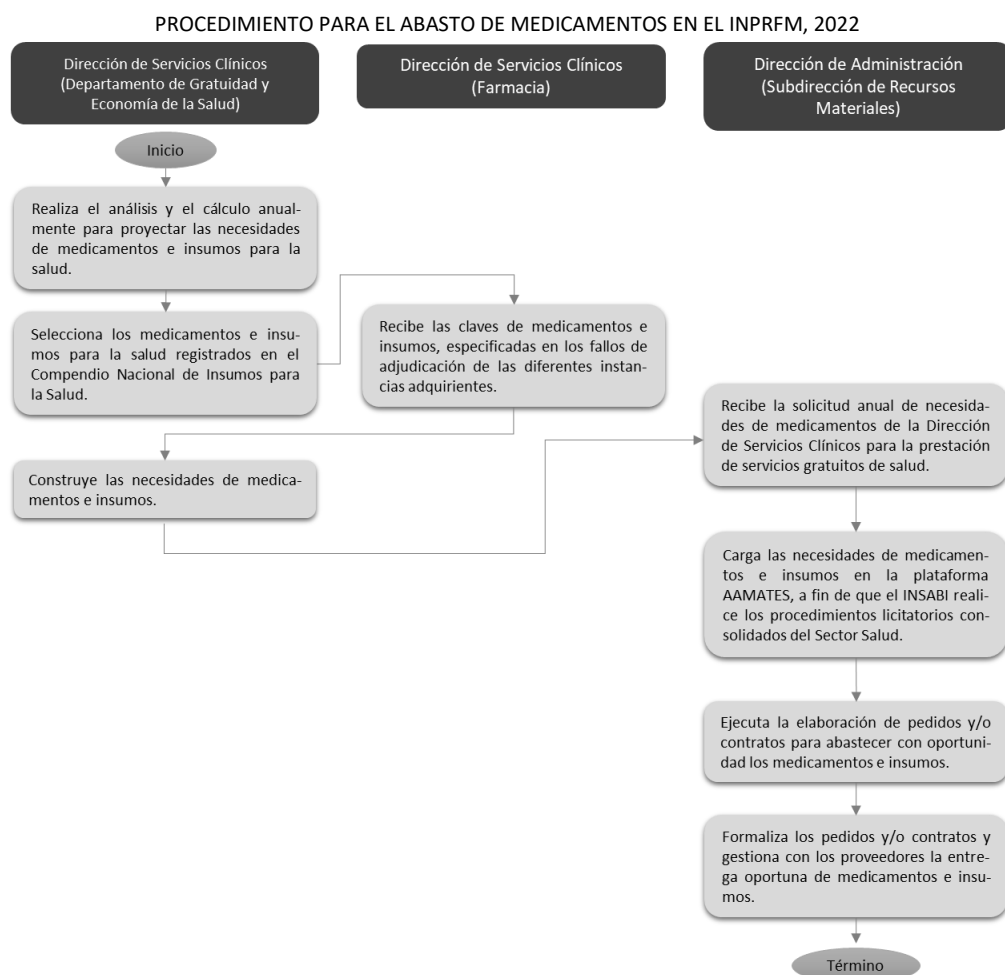 PROCEDIMIENTO PARA EL ABASTO DE MEDICAMENTOS EN EL INPRFM, 2022
Dirección de Servicios Clínicos
(Departamento de Gratuidad y
Economía de la Salud)
Dirección de Servicios Clínicos
(Farmacia)
Dirección de Administración
(Subdirección de Recursos
Materiales)
Inicio
Realiza el análisis y el cálculo anual-
mente para proyectar las necesidades
de medicamentos e insumos para la
salud.
Selecciona los medicamentos e insu-
mos para la salud registrados en el
Compendio Nacional de Insumos para
la Salud.
Recibe las claves de medicamentos e
insumos, especificadas en los fallos de
adjudicación de las diferentes instan-
cias adquirientes.
Construye las necesidades de medica-
mentos e insumos.
Recibe la solicitud anual de necesida-
des de medicamentos de la Dirección
de Servicios Clínicos para la prestación
de servicios gratuitos de salud.
Carga las necesidades de medicamen-
tos e insumos en la plataforma
AAMATES, a fin de que el INSABI reali-
ce los procedimientos licitatorios con-
solidados del Sector Salud.
Ejecuta la elaboración de pedidos y/o
contratos para abastecer con oportuni-
dad los medicamentos e insumos.
Formaliza los pedidos y/o contratos y
gestiona con los proveedores la entre-
ga oportuna de medicamentos e insu-
mos.
Término